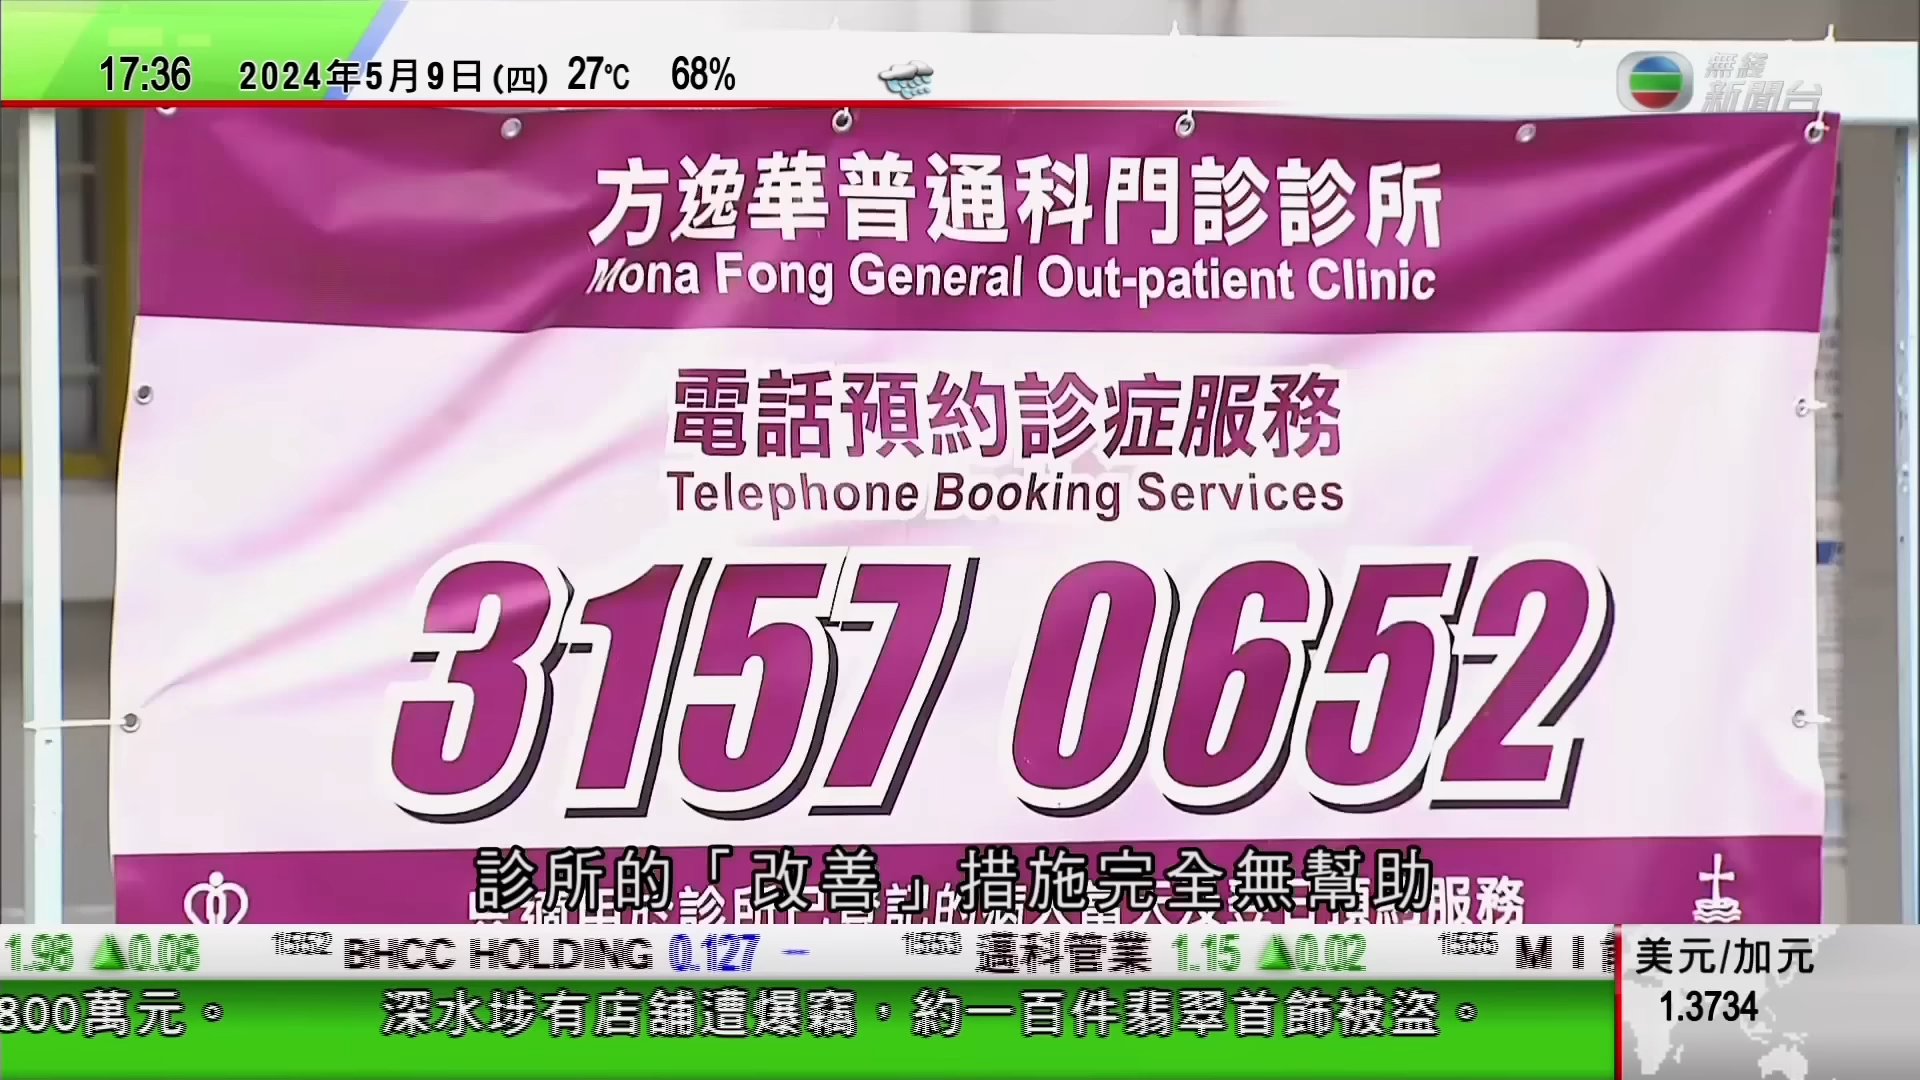 17:36 2024年5月9日(四) 27℃ 68%
無綫
新聞台
方逸華普通科門診診所
Mona Fong General Out-patient Clinic
電話預約診症服務
Telephone Booking Services
3157 0652
診所的「改善」措施完全無幫助
服務
1.98 ▲0.08 1552 BHCC HOLDING 0.127 – 1553 邁科管業 1.15 ▲0.02 1555 M I
美元/加元
1.3734
800萬元。 深水埗有店舖遭爆竊，約一百件翡翠首飾被盜。